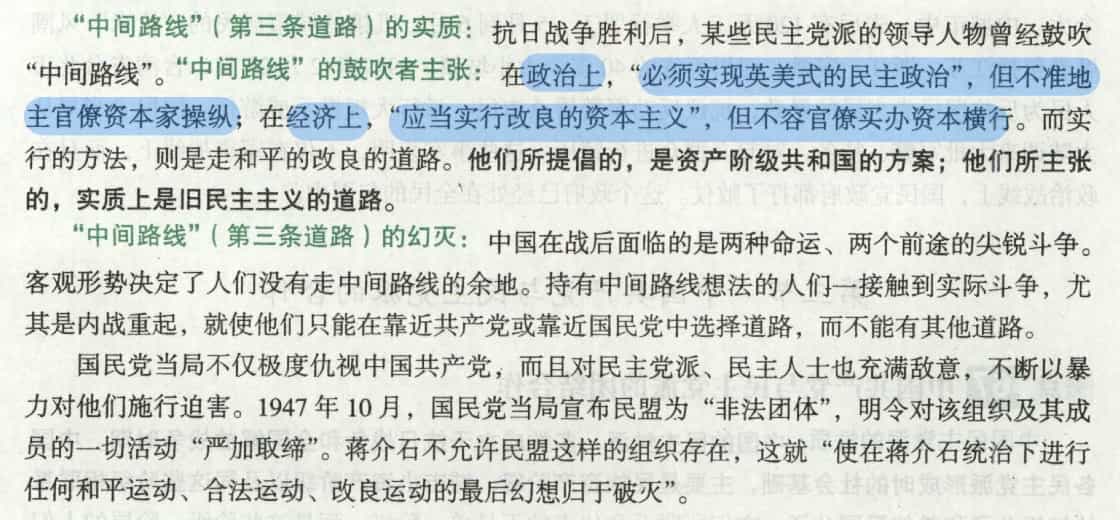 “中间路线”(第三条道路)的实质：抗日战争胜利后，某些民主党派的领导人物曾经鼓吹
“中间路线”。“中间路线”的鼓吹者主张：在政治上，“必须实现英美式的民主政治”，但不准地
主官僚资本家操纵；在经济上，“应当实行改良的资本主义”，但不容官僚买办资本横行。而实
行的方法，则是走和平的改良的道路。他们所提倡的，是资产阶级共和国的方案；他们所主张
的，实质上是旧民主主义的道路。
“中间路线”(第三条道路)的幻灭：中国在战后面临的是两种命运、两个前途的尖锐斗争。
客观形势决定了人们没有走中间路线的余地。持有中间路线想法的人们一接触到实际斗争，尤
其是内战重起，就使他们只能在靠近共产党或靠近国民党中选择道路，而不能有其他道路。
国民党当局不仅极度仇视中国共产党，而且对民主党派、民主人士也充满敌意，不断以暴
力对他们施行迫害。1947年10月，国民党当局宣布民盟为“非法团体”，明令对该组织及其成
员的一切活动“严加取缔”。蒋介石不允许民盟这样的组织存在，这就“使在蒋介石统治下进行
任何和平运动、合法运动、改良运动的最后幻想归于破灭”。